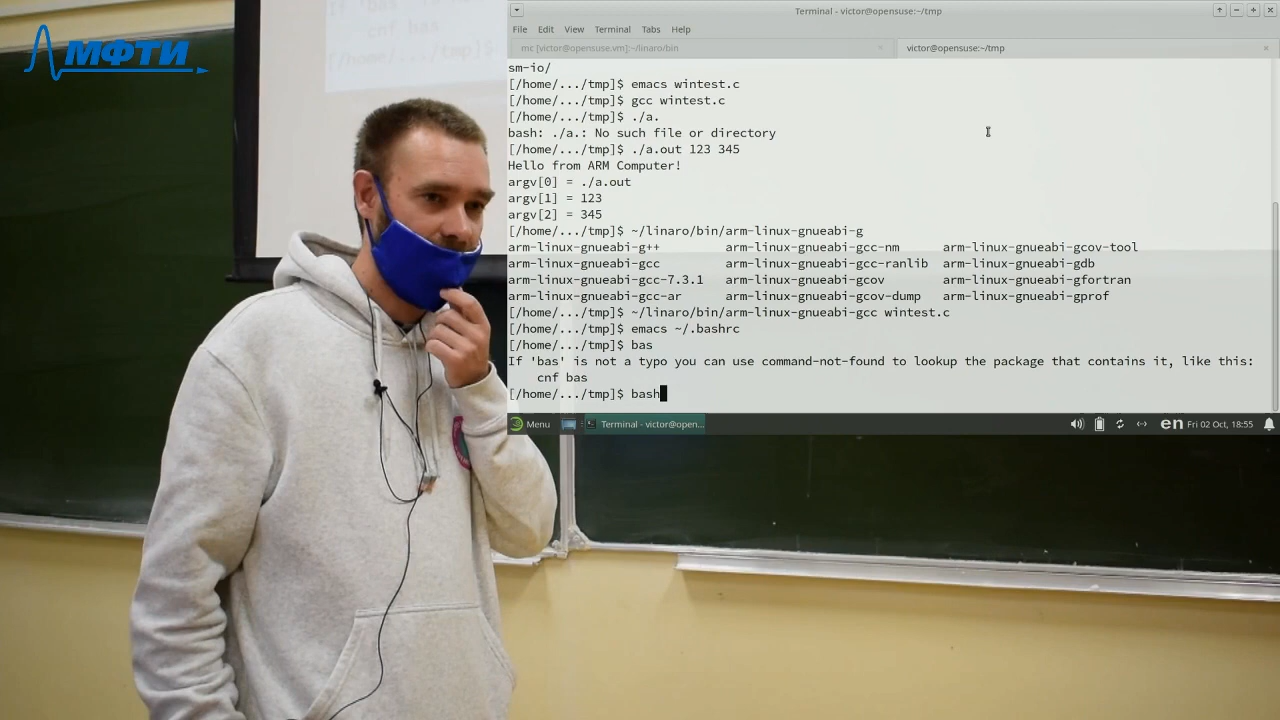 МФТИ
If 'bas' is no
cnf bas
[/home/.../tmp]$
Terminal - victor@opensuse:~/tmp
File Edit View Terminal Tabs Help
mc [victor@opensuse.vm]:~/linaro/bin
victor@opensuse:~/tmp
sm-io/
[/home/.../tmp]$ emacs wintest.c
[/home/.../tmp]$ gcc wintest.c
[/home/.../tmp]$ ./a.
bash: ./a.: No such file or directory
[/home/.../tmp]$ ./a.out 123 345
Hello from ARM Computer!
argv[0] = ./a.out
argv[1] = 123
argv[2] = 345
[/home/.../tmp]$ ~/linaro/bin/arm-linux-gnueabi-g
arm-linux-gnueabi-g++ arm-linux-gnueabi-gcc-nm arm-linux-gnueabi-gcov-tool
arm-linux-gnueabi-gcc arm-linux-gnueabi-gcc-ranlib arm-linux-gnueabi-gdb
arm-linux-gnueabi-gcc-7.3.1 arm-linux-gnueabi-gcov arm-linux-gnueabi-gfortran
arm-linux-gnueabi-gcc-ar arm-linux-gnueabi-gcov-dump arm-linux-gnueabi-gprof
[/home/.../tmp]$ ~/linaro/bin/arm-linux-gnueabi-gcc wintest.c
[/home/.../tmp]$ emacs ~/.bashrc
[/home/.../tmp]$ bas
If 'bas' is not a typo you can use command-not-found to lookup the package that contains it, like this:
cnf bas
[/home/.../tmp]$ bash
Menu Terminal - victor@open... en Fri 02 Oct, 18:55